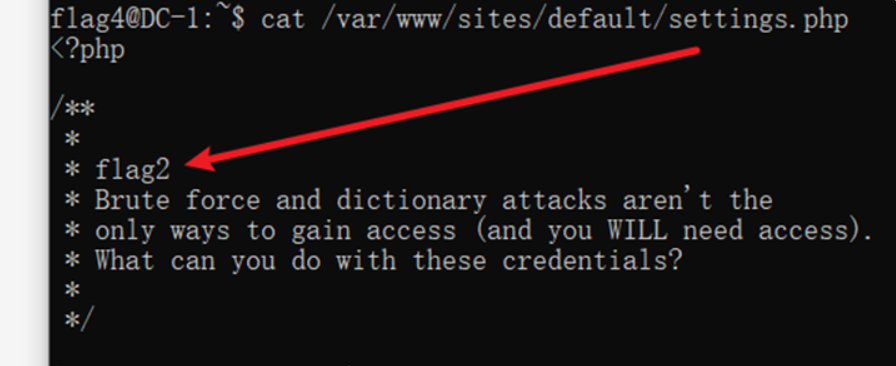 flag4@DC-1:~$ cat /var/www/sites/default/settings.php
<?php
/**
*
* flag2
* Brute force and dictionary attacks aren't the
* only ways to gain access (and you WILL need access).
* What can you do with these credentials?
*
*/